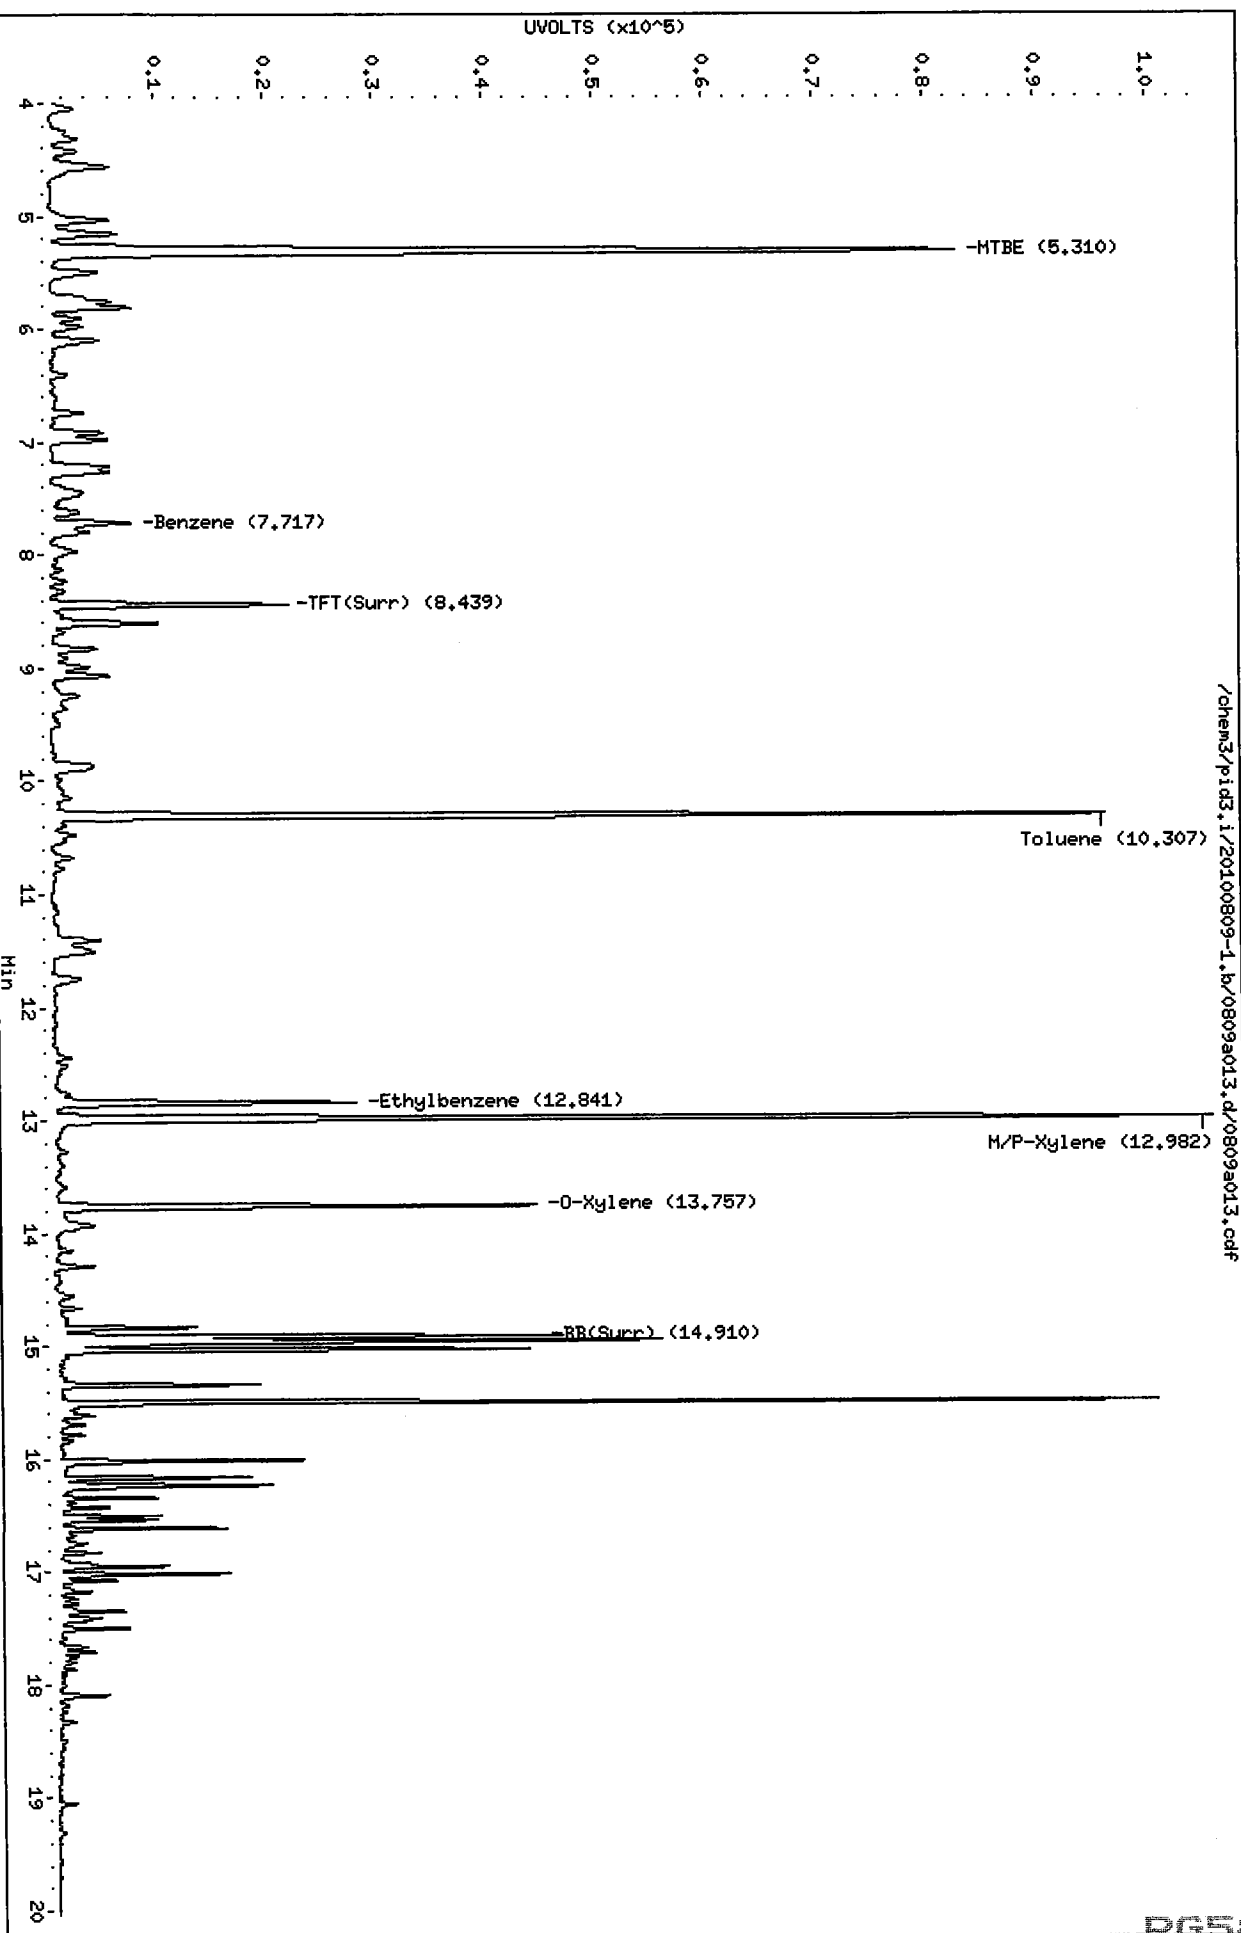 /chem3/pid3.i/20100809-1.b/0809a013.d/0809a013.cdf
UVOLTS (x10^5)
1.0
0.9
0.8
0.7
0.6
0.5
0.4
0.3
0.2
0.1
-MTBE (5.310)
-Benzene (7.717)
-TFT(Surr) (8.439)
Toluene (10.307)
-Ethylbenzene (12.841)
M/P-Xylene (12.982)
-O-Xylene (13.757)
-BB(Surr) (14.910)
4 5 6 7 8 9 10 11 12 13 14 15 16 17 18 19 20
Min